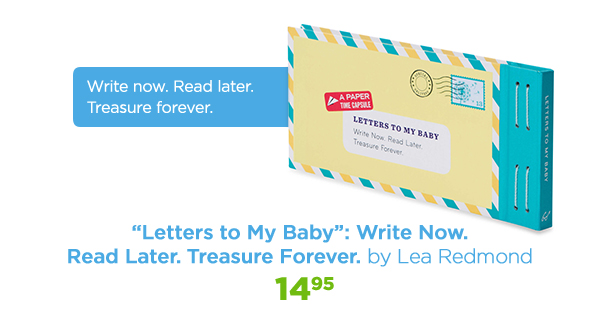 Write now. Read later.
Treasure forever.
A PAPER
TIME CAPSULE
LETTERS TO MY BABY
Write Now. Read Later.
Treasure Forever.
LETTERS TO MY BABY
“Letters to My Baby”: Write Now.
Read Later. Treasure Forever. by Lea Redmond
14⁹⁵